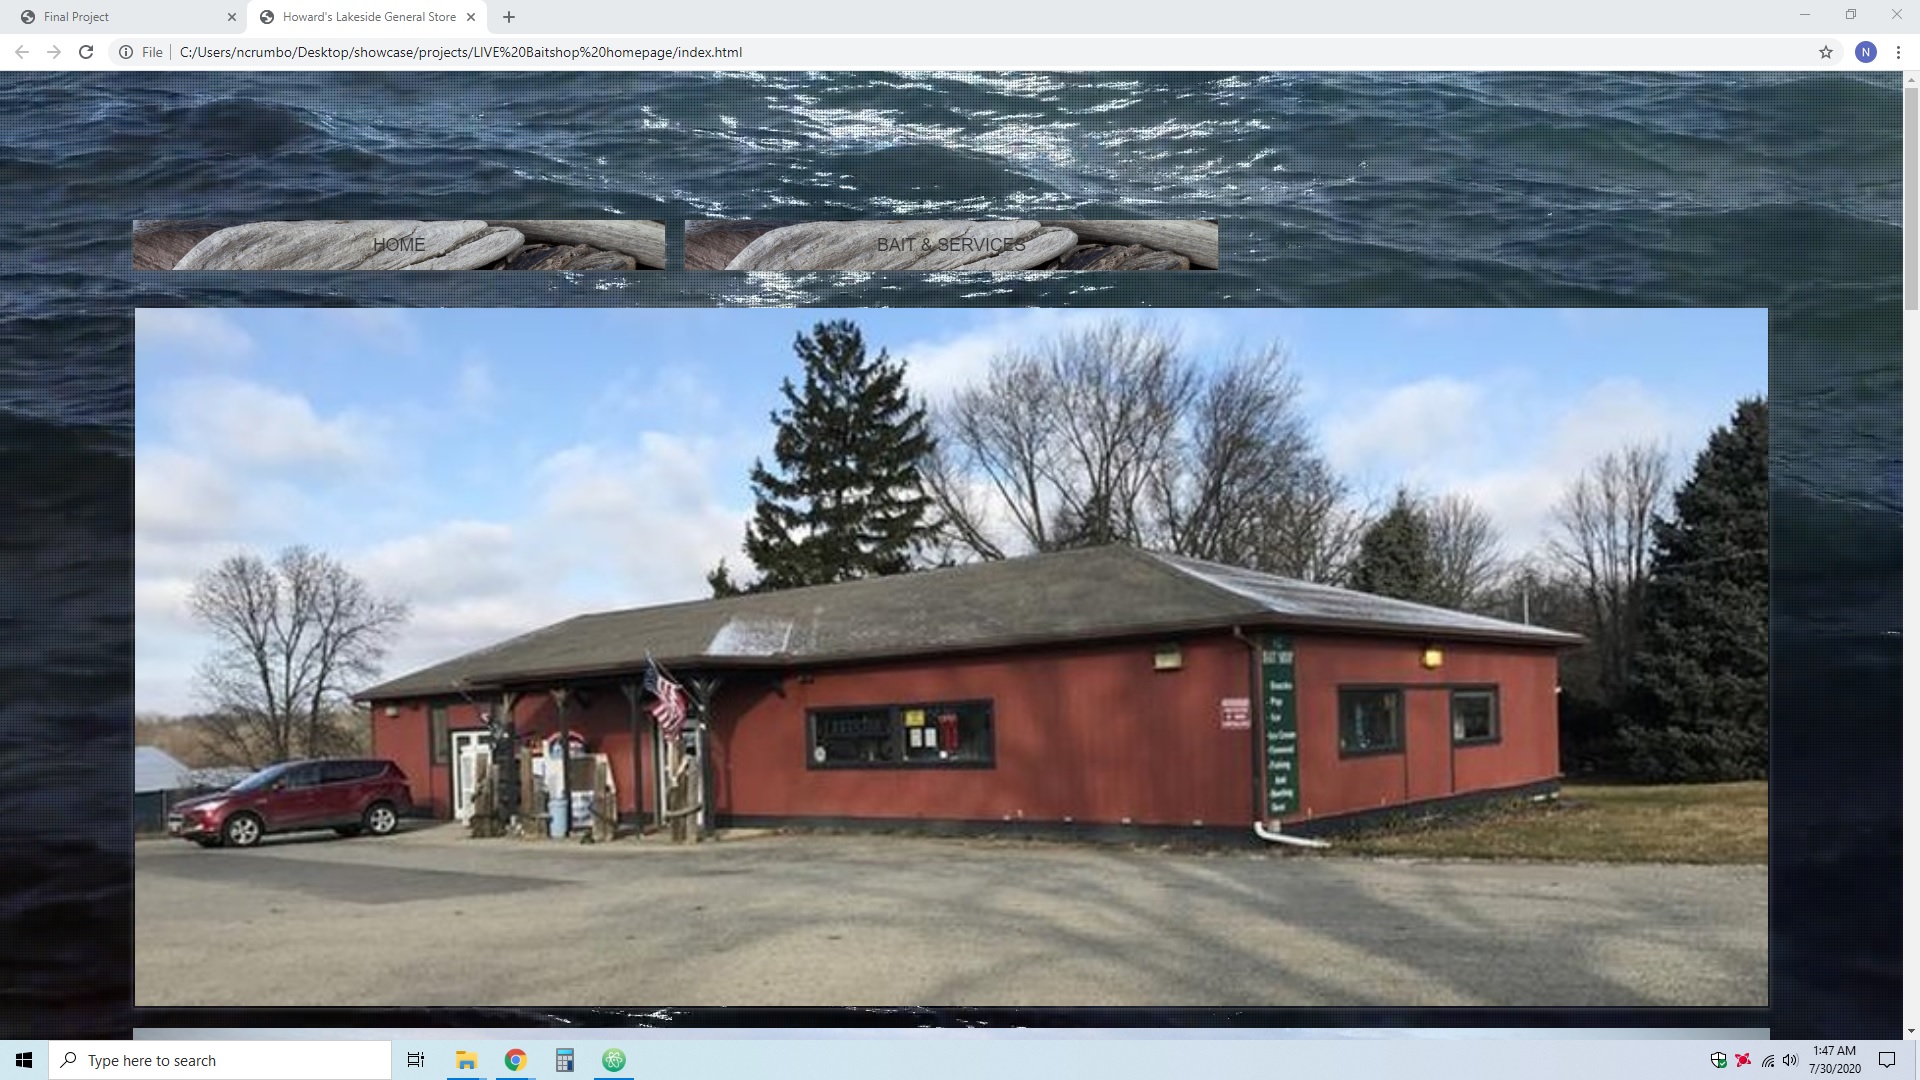 Final Project
Howard's Lakeside General Store
File
C:/Users/ncrumbo/Desktop/showcase/projects/LIVE%20Baitshop%20homepage/index.html
N
HOME
BAIT & SERVICES
Type here to search
1:47 AM
7/30/2020